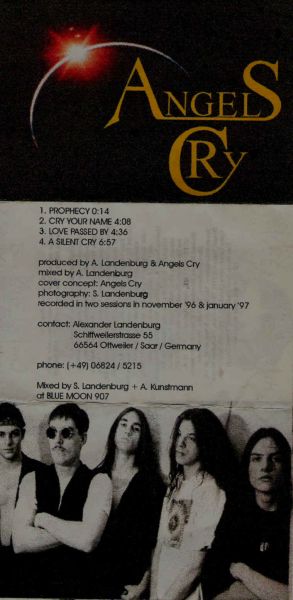 ANGELS
CRY
1. PROPHECY 0:14
2. CRY YOUR NAME 4:08
3. LOVE PASSED BY 4:36
4. A SILENT CRY 6:57
produced by A. Landenburg & Angels Cry
mixed by A. Landenburg
cover concept: Angels Cry
photography: S. Landenburg
recorded in two sessions in november '96 & january '97
contact: Alexander Landenburg
Schiffweilerstrasse 55
66564 Ottweiler / Saar / Germany
phone: (++49) 06824 / 5215
Mixed by S. Landenburg + A. Kunstmann
at BLUE MOON 907